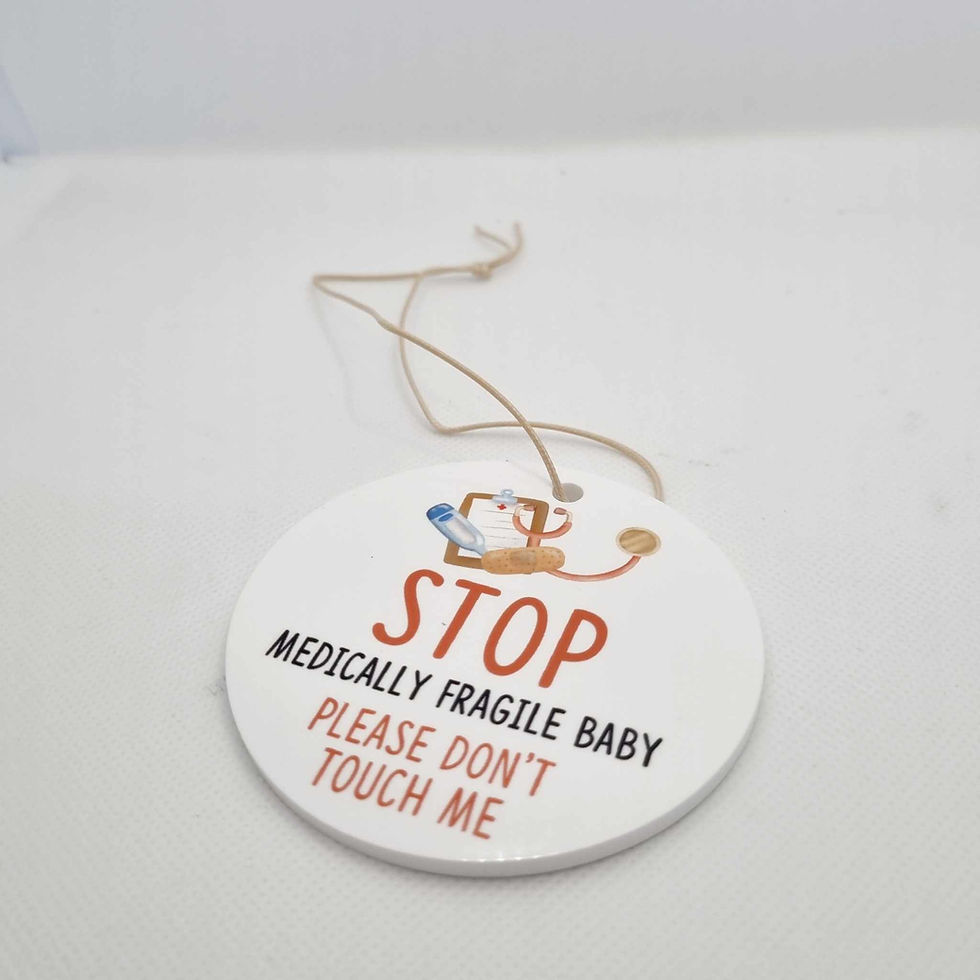 STOP
MEDICALLY FRAGILE BABY
PLEASE DON'T
TOUCH ME